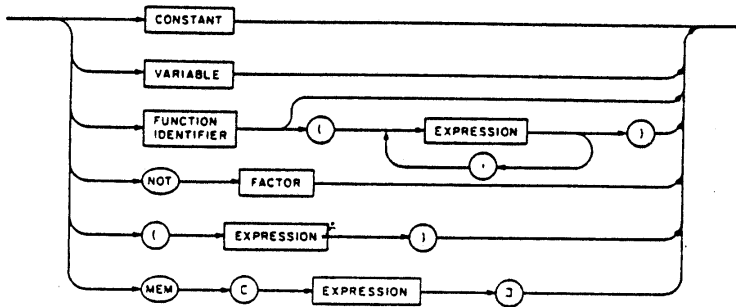 CONSTANT
VARIABLE
FUNCTION
IDENTIFIER ( EXPRESSION )
,
NOT FACTOR
( EXPRESSION )
MEM [ EXPRESSION ]